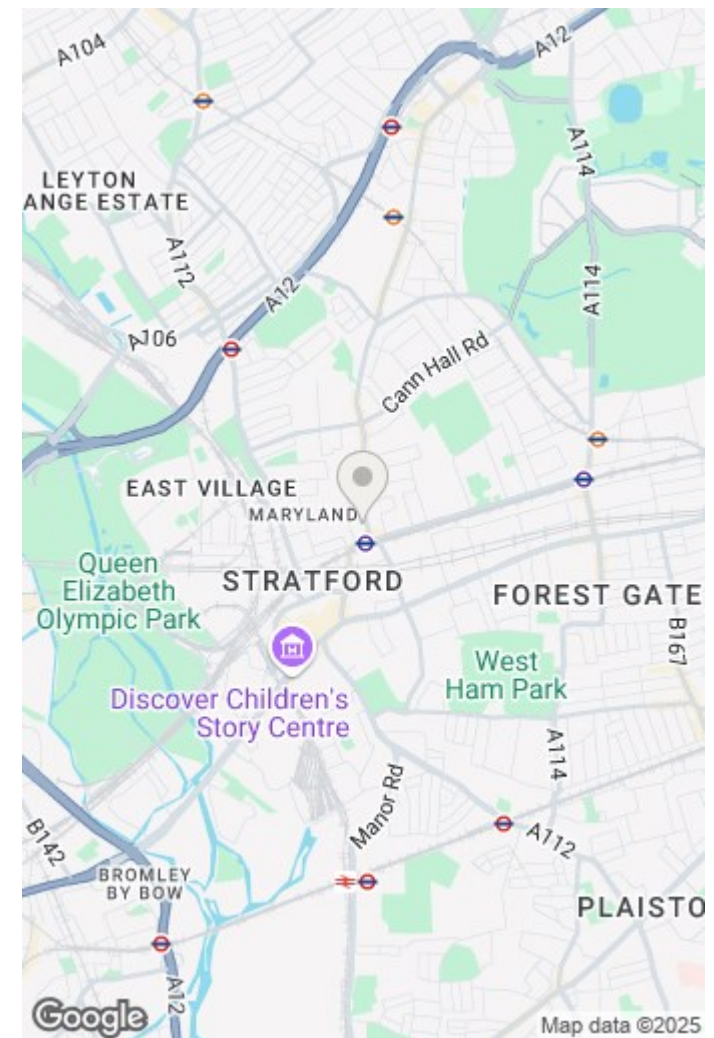 A104
A12
LEYTON
ANGE ESTATE
A114
A112
A12
A114
A106
Cann Hall Rd
EAST VILLAGE
MARYLAND
Queen
Elizabeth
Olympic Park
STRATFORD
FOREST GATE
B167
West
Ham Park
Discover Children's
Story Centre
A114
Manor Rd
A112
B142
BROMLEY
BY BOW
PLAISTO
A12
Google
Map data ©2025